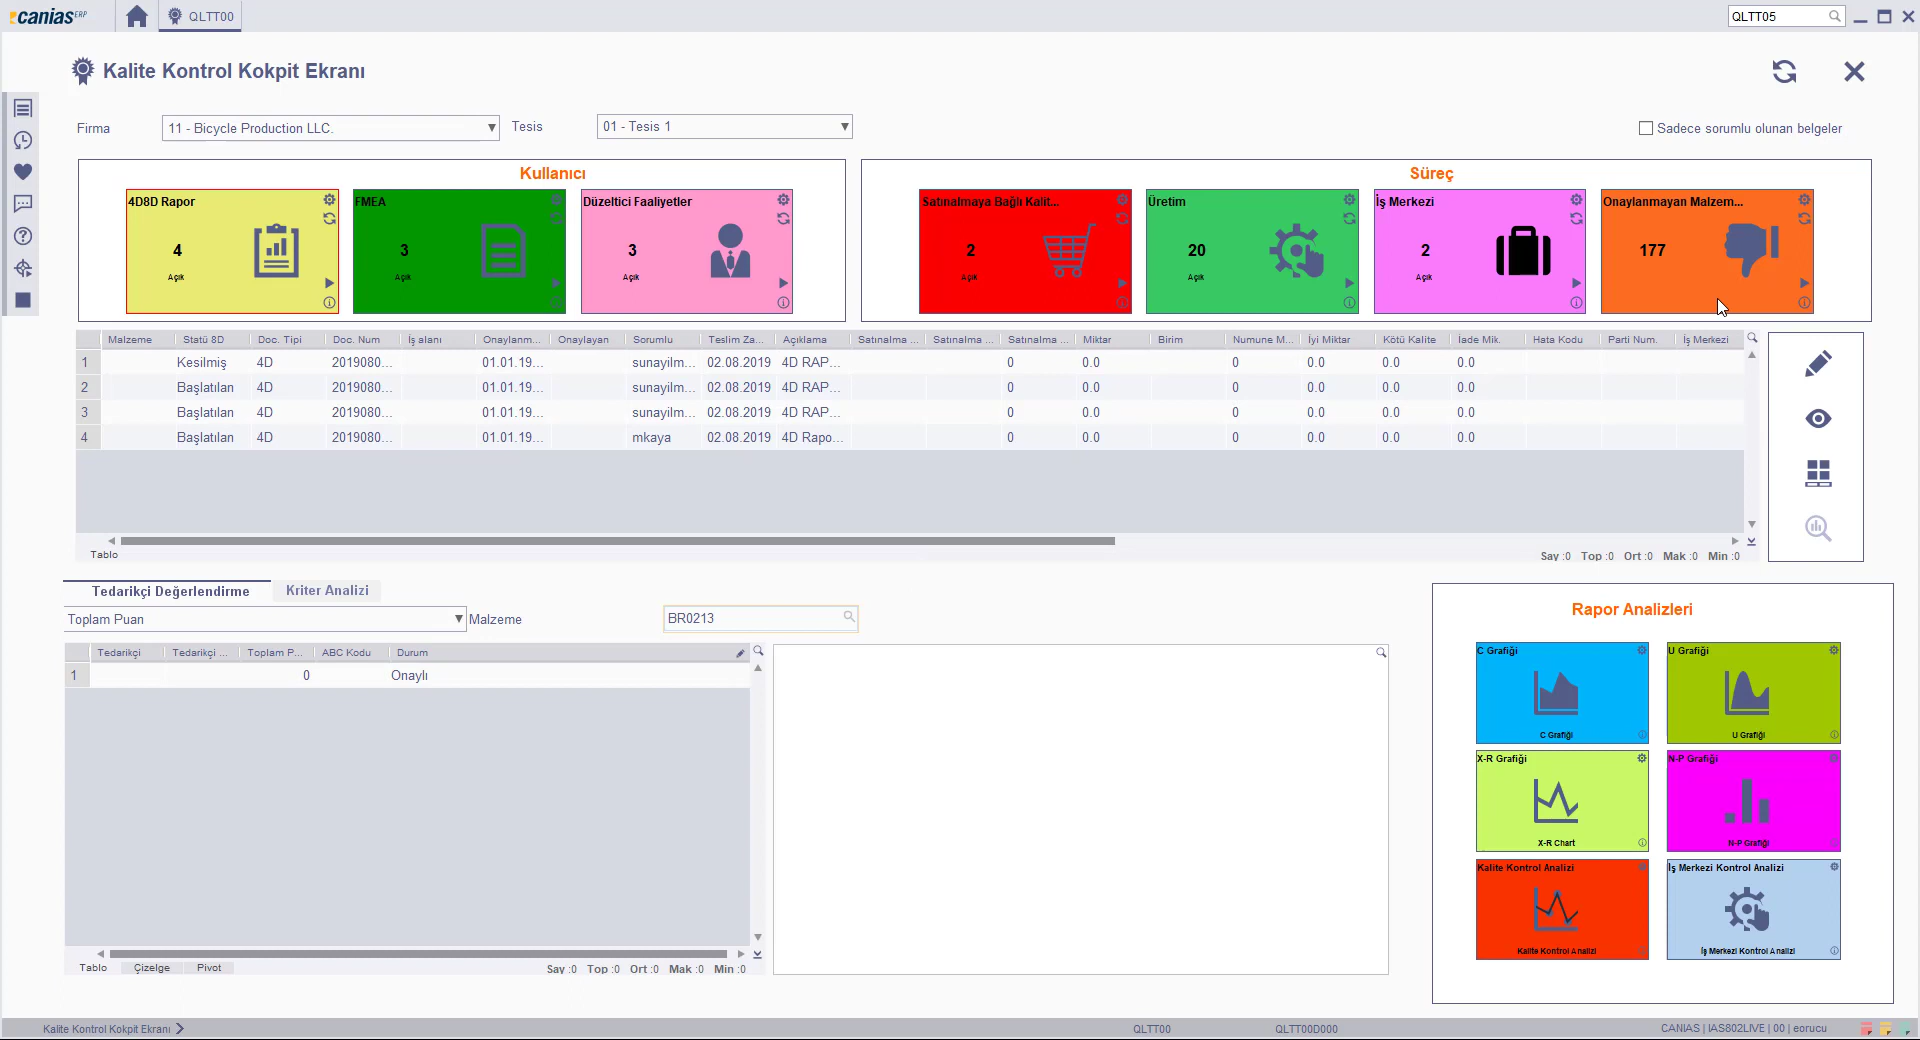 caniasERP
QLTT00
QLTT05
Kalite Kontrol Kokpit Ekranı
Firma
11 - Bicycle Production LLC.
Tesis
01 - Tesis 1
Sadece sorumlu olunan belgeler
Kullanıcı
4D8D Rapor
4
Açık
FMEA
3
Açık
Düzeltici Faaliyetler
3
Açık
Süreç
Satınalmaya Bağlı Kalit...
2
Açık
Üretim
20
Açık
İş Merkezi
2
Açık
Onaylanmayan Malzem...
177
Malzeme Statü 8D Doc. Tipi Doc. Num İş alanı Onaylanm... Onaylayan Sorumlu Teslim Za... Açıklama Satınalma ... Satınalma ... Satınalma ... Miktar Birim Numune M... İyi Miktar Kötü Kalite İade Mik. Hata Kodu Parti Num. İş Merkezi
1 Kesilmiş 4D 2019080... 01.01.19... sunayilm... 02.08.2019 4D RAP... 0 0.0 0 0.0 0.0 0.0
2 Başlatılan 4D 2019080... 01.01.19... sunayilm... 02.08.2019 4D RAP... 0 0.0 0 0.0 0.0 0.0
3 Başlatılan 4D 2019080... 01.01.19... sunayilm... 02.08.2019 4D RAP... 0 0.0 0 0.0 0.0 0.0
4 Başlatılan 4D 2019080... 01.01.19... mkaya 02.08.2019 4D Rapo... 0 0.0 0 0.0 0.0 0.0
Tablo
Say :0 Top :0 Ort :0 Mak :0 Min :0
Tedarikçi Değerlendirme Kriter Analizi
Toplam Puan
Malzeme
BR0213
Tedarikçi Tedarikçi ... Toplam P... ABC Kodu Durum
1 0 Onaylı
Tablo Çizelge Pivot
Say :0 Top :0 Ort :0 Mak :0 Min :0
Rapor Analizleri
C Grafiği
C Grafiği
U Grafiği
U Grafiği
X-R Grafiği
X-R Chart
N-P Grafiği
N-P Grafiği
Kalite Kontrol Analizi
Kalite Kontrol Analizi
İş Merkezi Kontrol Analizi
İş Merkezi Kontrol Analizi
Kalite Kontrol Kokpit Ekranı
QLTT00
QLTT00D000
CANIAS | IAS802LIVE | 00 | eorucu